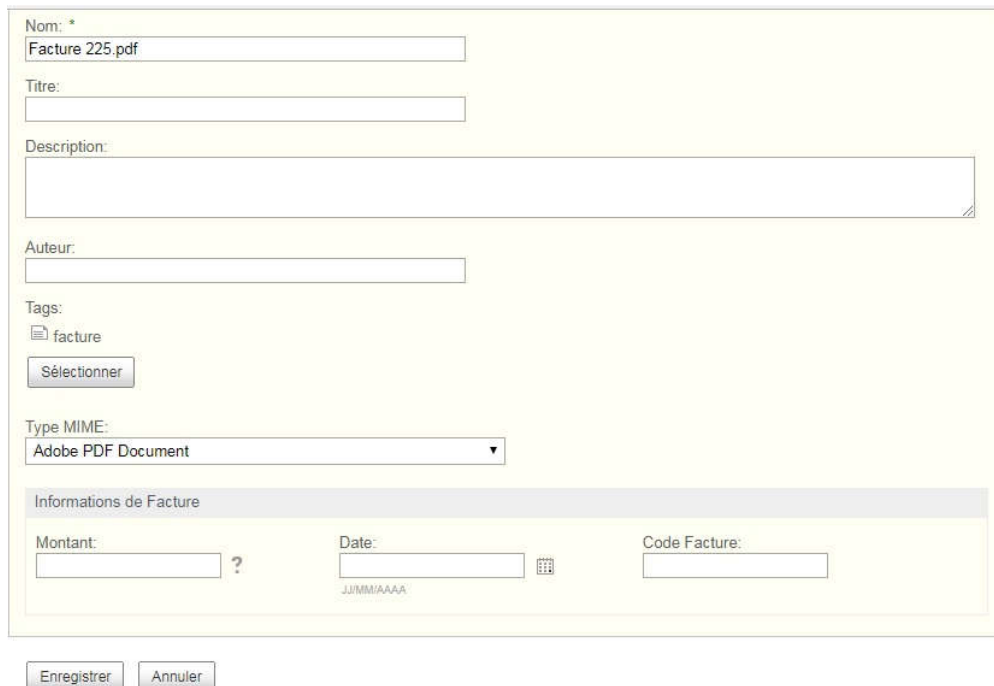 Nom: *
Facture 225.pdf
Titre:
Description:
Auteur:
Tags:
facture
Sélectionner
Type MIME:
Adobe PDF Document
Informations de Facture
Montant: Date: Code Facture:
?
JJ/MM/AAAA
Enregistrer Annuler